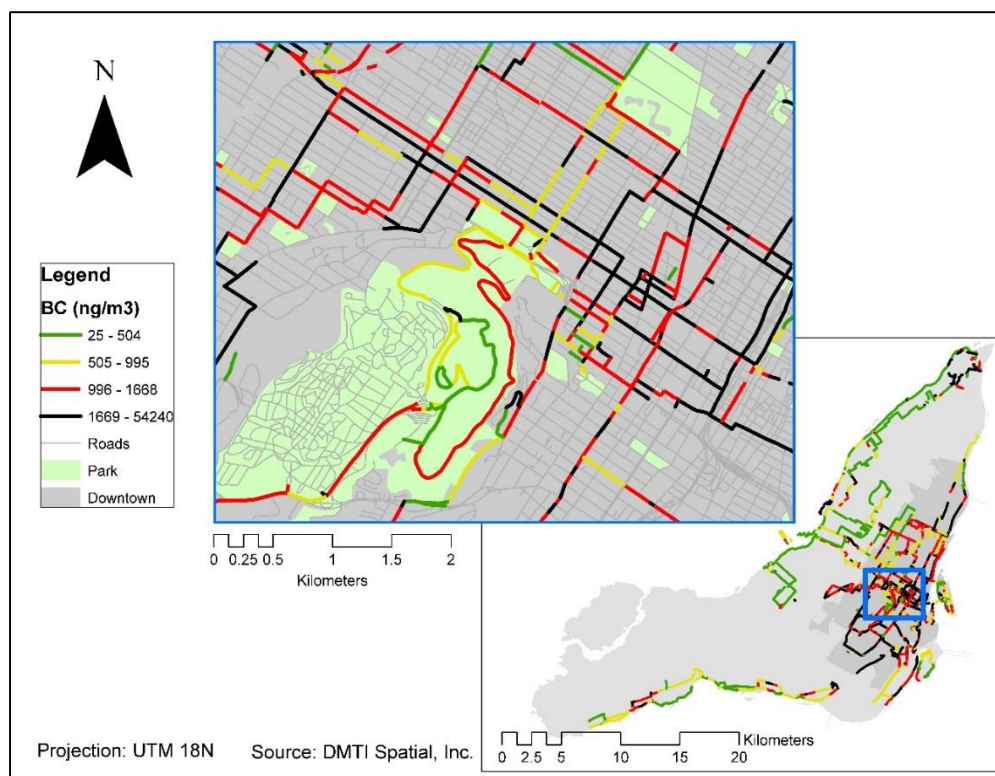 N
Legend
BC (ng/m3)
25 - 504
505 - 995
996 - 1668
1669 - 54240
Roads
Park
Downtown
0 0.25 0.5 1 1.5 2
Kilometers
Projection: UTM 18N Source: DMTI Spatial, Inc.
Kilometers
0 2.5 5 10 15 20